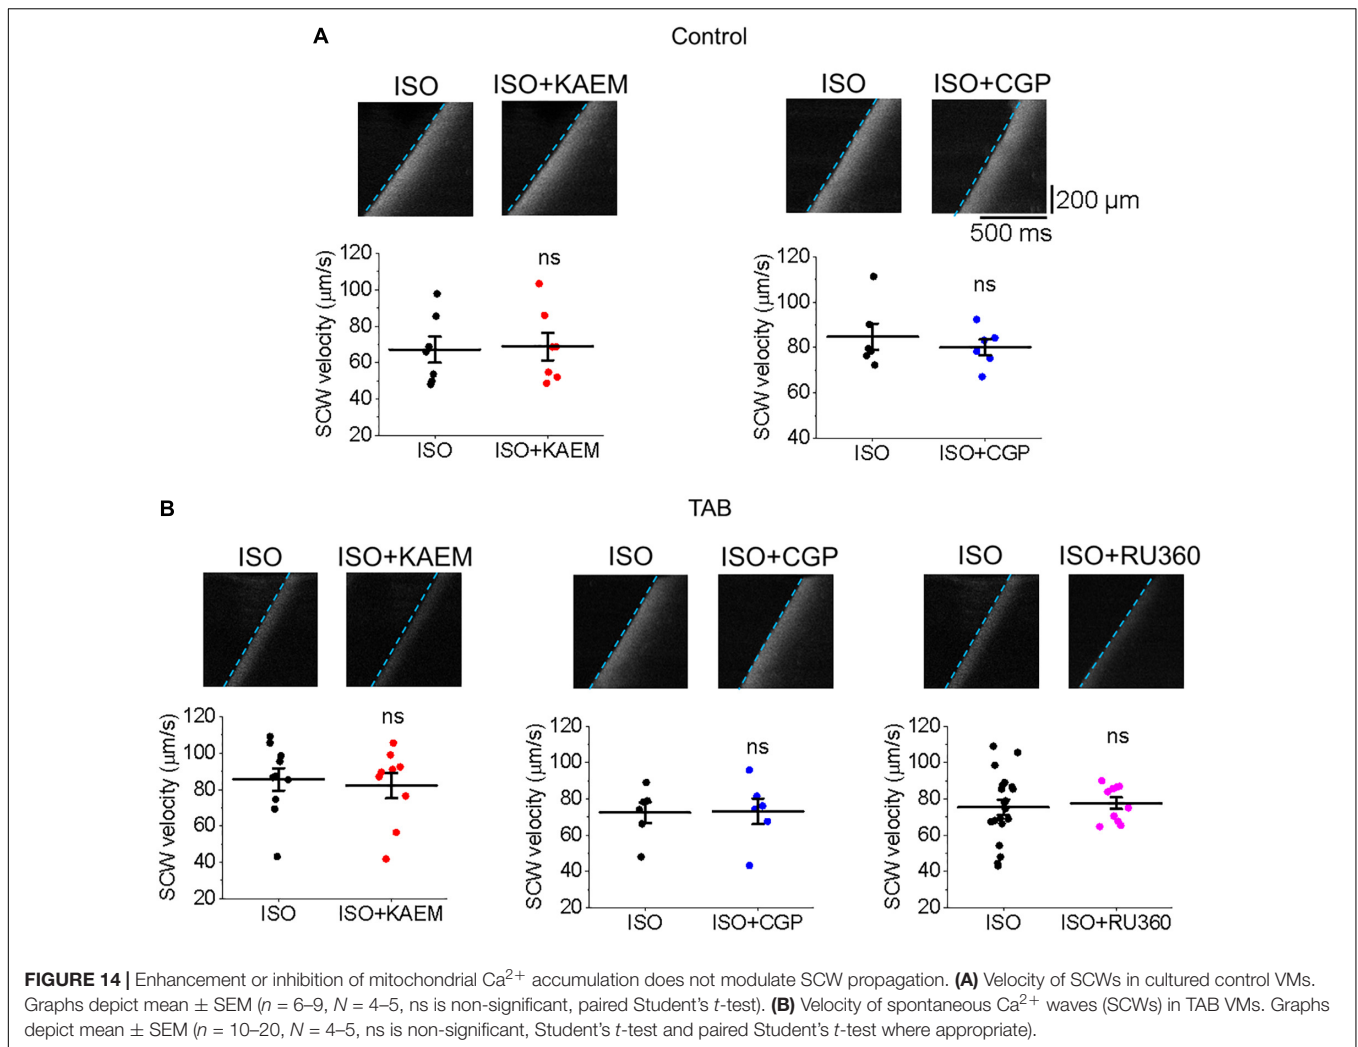 A
Control
ISO
ISO+KAEM
ISO
ISO+CGP
200 µm
500 ms
SCW velocity (µm/s)
120
100
80
60
40
20
ns
ISO
ISO+KAEM
SCW velocity (µm/s)
120
100
80
60
40
ns
ISO
ISO+CGP
B
TAB
ISO
ISO+KAEM
ISO
ISO+CGP
ISO
ISO+RU360
SCW velocity (µm/s)
120
100
80
60
40
20
ns
ISO
ISO+KAEM
SCW velocity (µm/s)
120
100
80
60
40
20
ns
ISO
ISO+CGP
SCW velocity (µm/s)
120
100
80
60
40
20
ns
ISO
ISO+RU360
FIGURE 14 | Enhancement or inhibition of mitochondrial Ca²⁺ accumulation does not modulate SCW propagation. (A) Velocity of SCWs in cultured control VMs.
Graphs depict mean ± SEM (n = 6–9, N = 4–5, ns is non-significant, paired Student's t-test). (B) Velocity of spontaneous Ca²⁺ waves (SCWs) in TAB VMs. Graphs
depict mean ± SEM (n = 10–20, N = 4–5, ns is non-significant, Student's t-test and paired Student's t-test where appropriate).